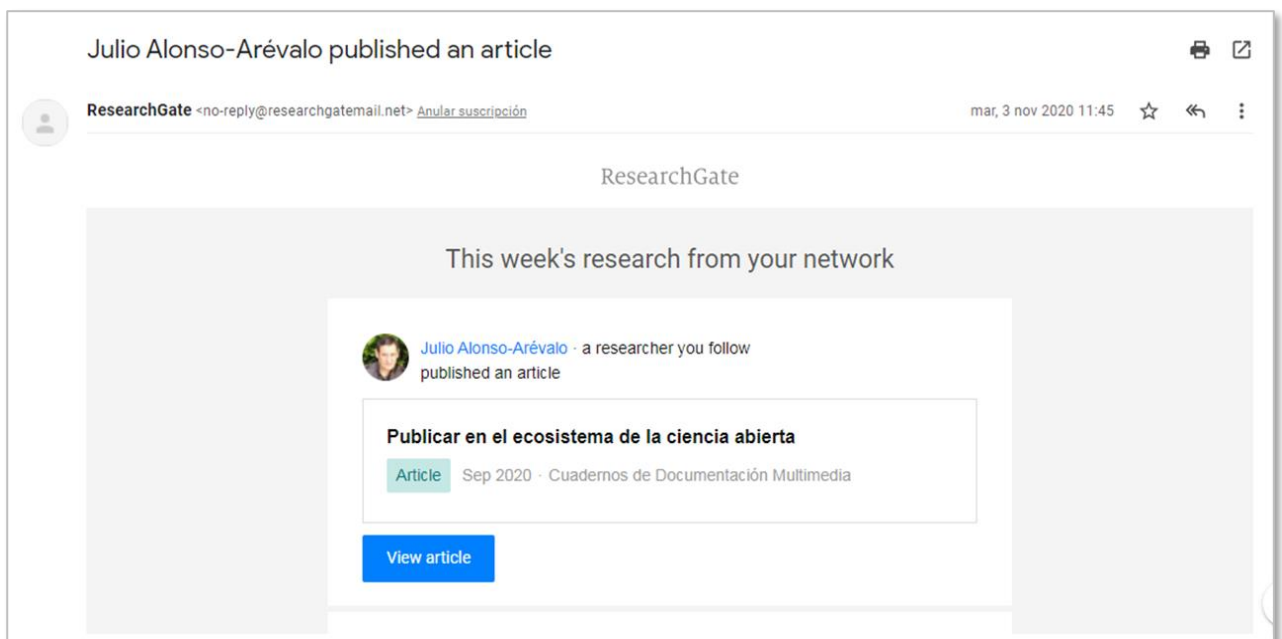 Julio Alonso-Arévalo published an article
ResearchGate <no-reply@researchgatemail.net> Anular suscripción mar, 3 nov 2020 11:45
ResearchGate
This week's research from your network
Julio Alonso-Arévalo · a researcher you follow
published an article
Publicar en el ecosistema de la ciencia abierta
Article Sep 2020 · Cuadernos de Documentación Multimedia
View article